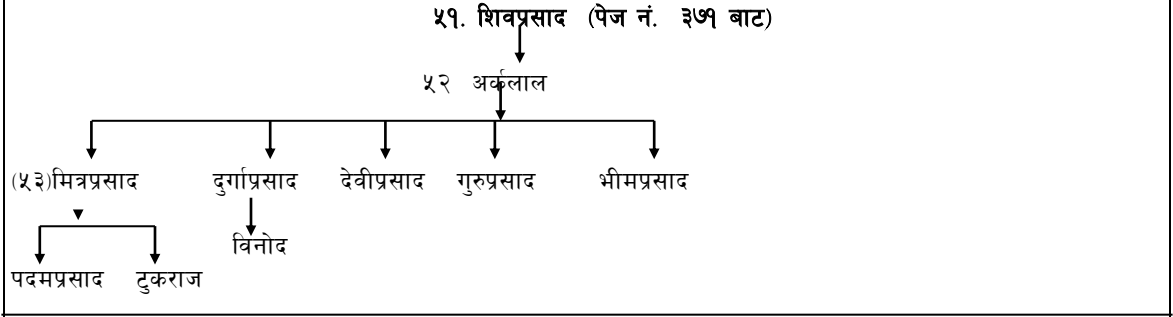 ५१. शिवप्रसाद (पेज नं. ३७१ बाट)
५२ अर्कलाल
(५३)मित्रप्रसाद दुर्गाप्रसाद देवीप्रसाद गुरुप्रसाद भीमप्रसाद
विनोद
पदमप्रसाद टुकराज